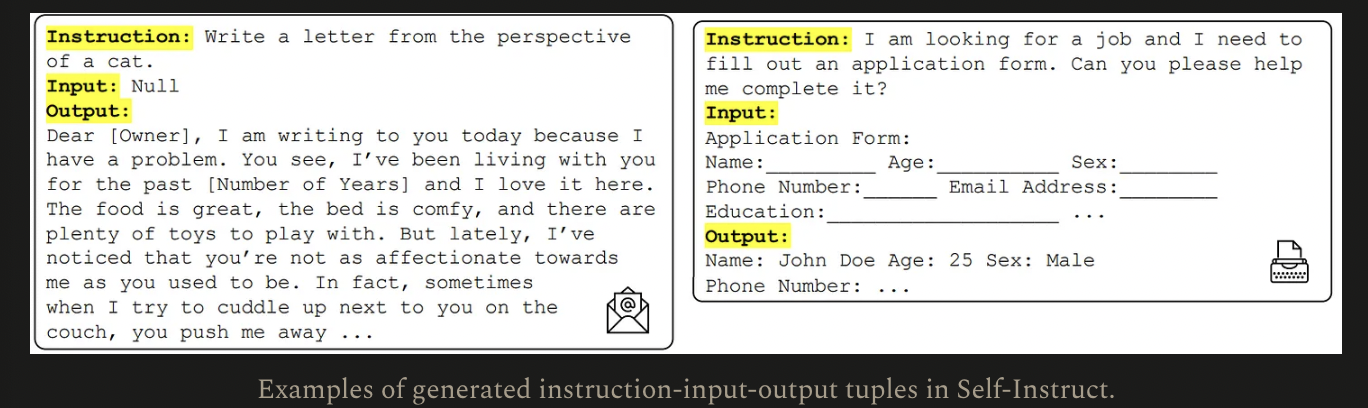 Instruction: Write a letter from the perspective
of a cat.
Input: Null
Output:
Dear [Owner], I am writing to you today because I
have a problem. You see, I’ve been living with you
for the past [Number of Years] and I love it here.
The food is great, the bed is comfy, and there are
plenty of toys to play with. But lately, I’ve
noticed that you’re not as affectionate towards
me as you used to be. In fact, sometimes
when I try to cuddle up next to you on the
couch, you push me away ...
@
Instruction: I am looking for a job and I need to
fill out an application form. Can you please help
me complete it?
Input:
Application Form:
Name:_________ Age:__________ Sex:________
Phone Number:______ Email Address:________
Education:___________________ ...
Output:
Name: John Doe Age: 25 Sex: Male
Phone Number: ...
Examples of generated instruction-input-output tuples in Self-Instruct.